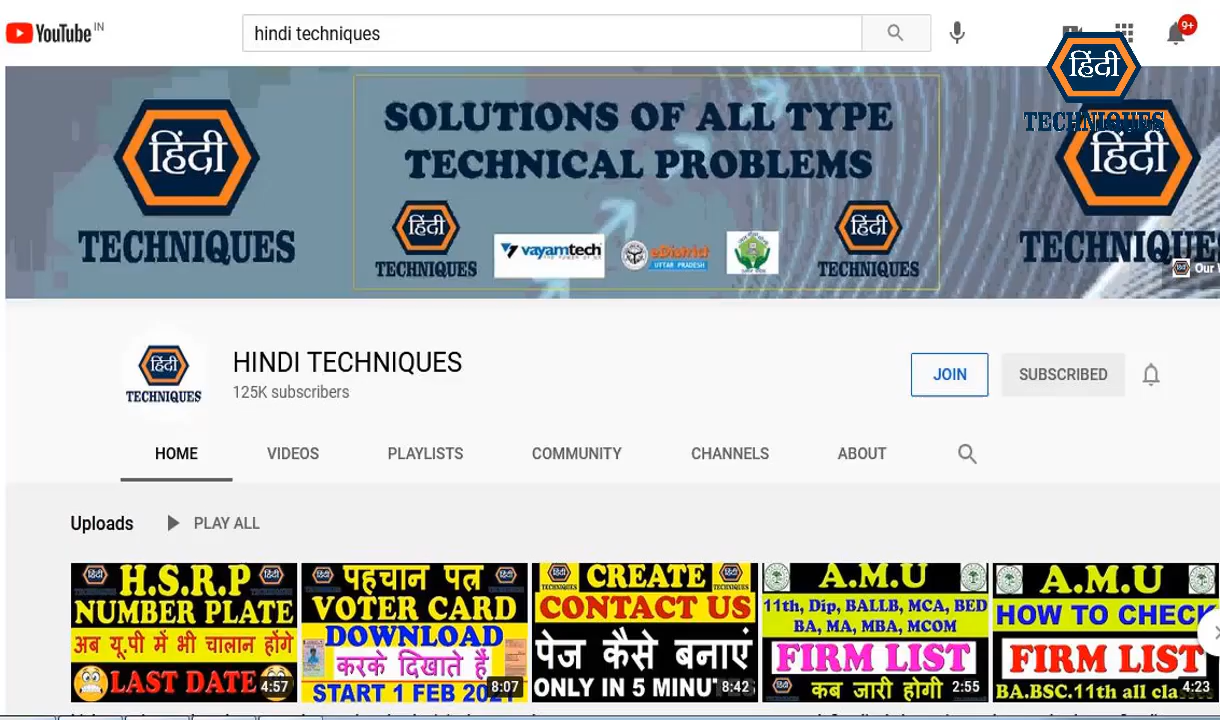 YouTube IN
hindi techniques
9+
हिंदी
TECHNIQUES
हिंदी
TECHNIQUES
SOLUTIONS OF ALL TYPE
TECHNICAL PROBLEMS
हिंदी
TECHNIQUES
vayamtech
eDistrict
UTTAR PRADESH
हिंदी
TECHNIQUES
हिंदी
TECHNIQUE
Our
हिंदी
TECHNIQUES
HINDI TECHNIQUES
125K subscribers
JOIN
SUBSCRIBED
HOME VIDEOS PLAYLISTS COMMUNITY CHANNELS ABOUT
Uploads
PLAY ALL
हिंदी H.S.R.P हिंदी
NUMBER PLATE
अब यू.पी में भी चालान होंगे
LAST DATE
4:57
हिंदी पहचान पत्र हिंदी
VOTER CARD
DOWNLOAD
करके दिखाते हैं
START 1 FEB 202
8:07
हिंदी CREATE हिंदी
CONTACT US
पेज कैसे बनाएं
ONLY IN 5 MINU
8:42
A.M.U
11th, Dip, BALLB, MCA, BED
BA, MA, MBA, MCOM
FIRM LIST
कब जारी होगी
2:55
A.M.U
HOW TO CHECK
FIRM LIST
BA.BSC.11th all cla
4:23